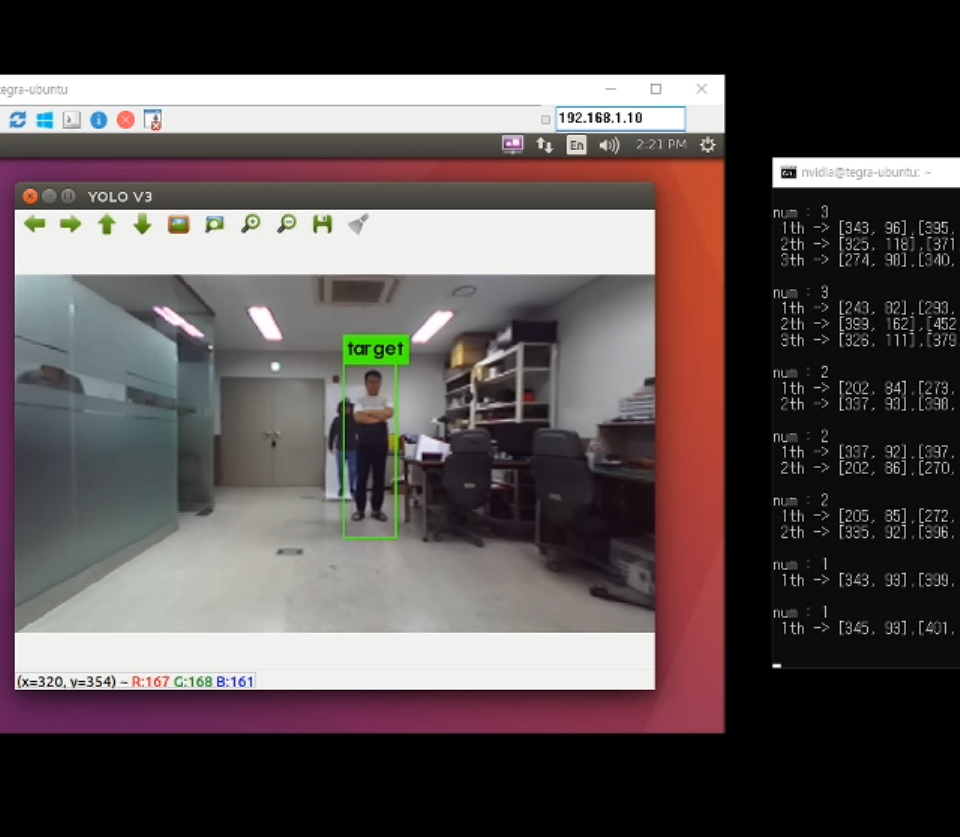 tegra-ubuntu
192.168.1.10
En
2:21 PM
YOLO V3
target
(x=320, y=354) ~ R:167 G:168 B:161
nvidia@tegra-ubuntu: ~
num : 3
1th -> [343, 96],[395,
2th -> [325, 118],[371
3th -> [274, 98],[340,
num : 3
1th -> [243, 82],[293,
2th -> [399, 162],[452
3th -> [326, 111],[379
num : 2
1th -> [202, 84],[273,
2th -> [337, 93],[398,
num : 2
1th -> [337, 92],[397,
2th -> [202, 86],[270,
num : 2
1th -> [205, 85],[272,
2th -> [335, 92],[396,
num : 1
1th -> [343, 93],[399,
num : 1
1th -> [345, 93],[401,